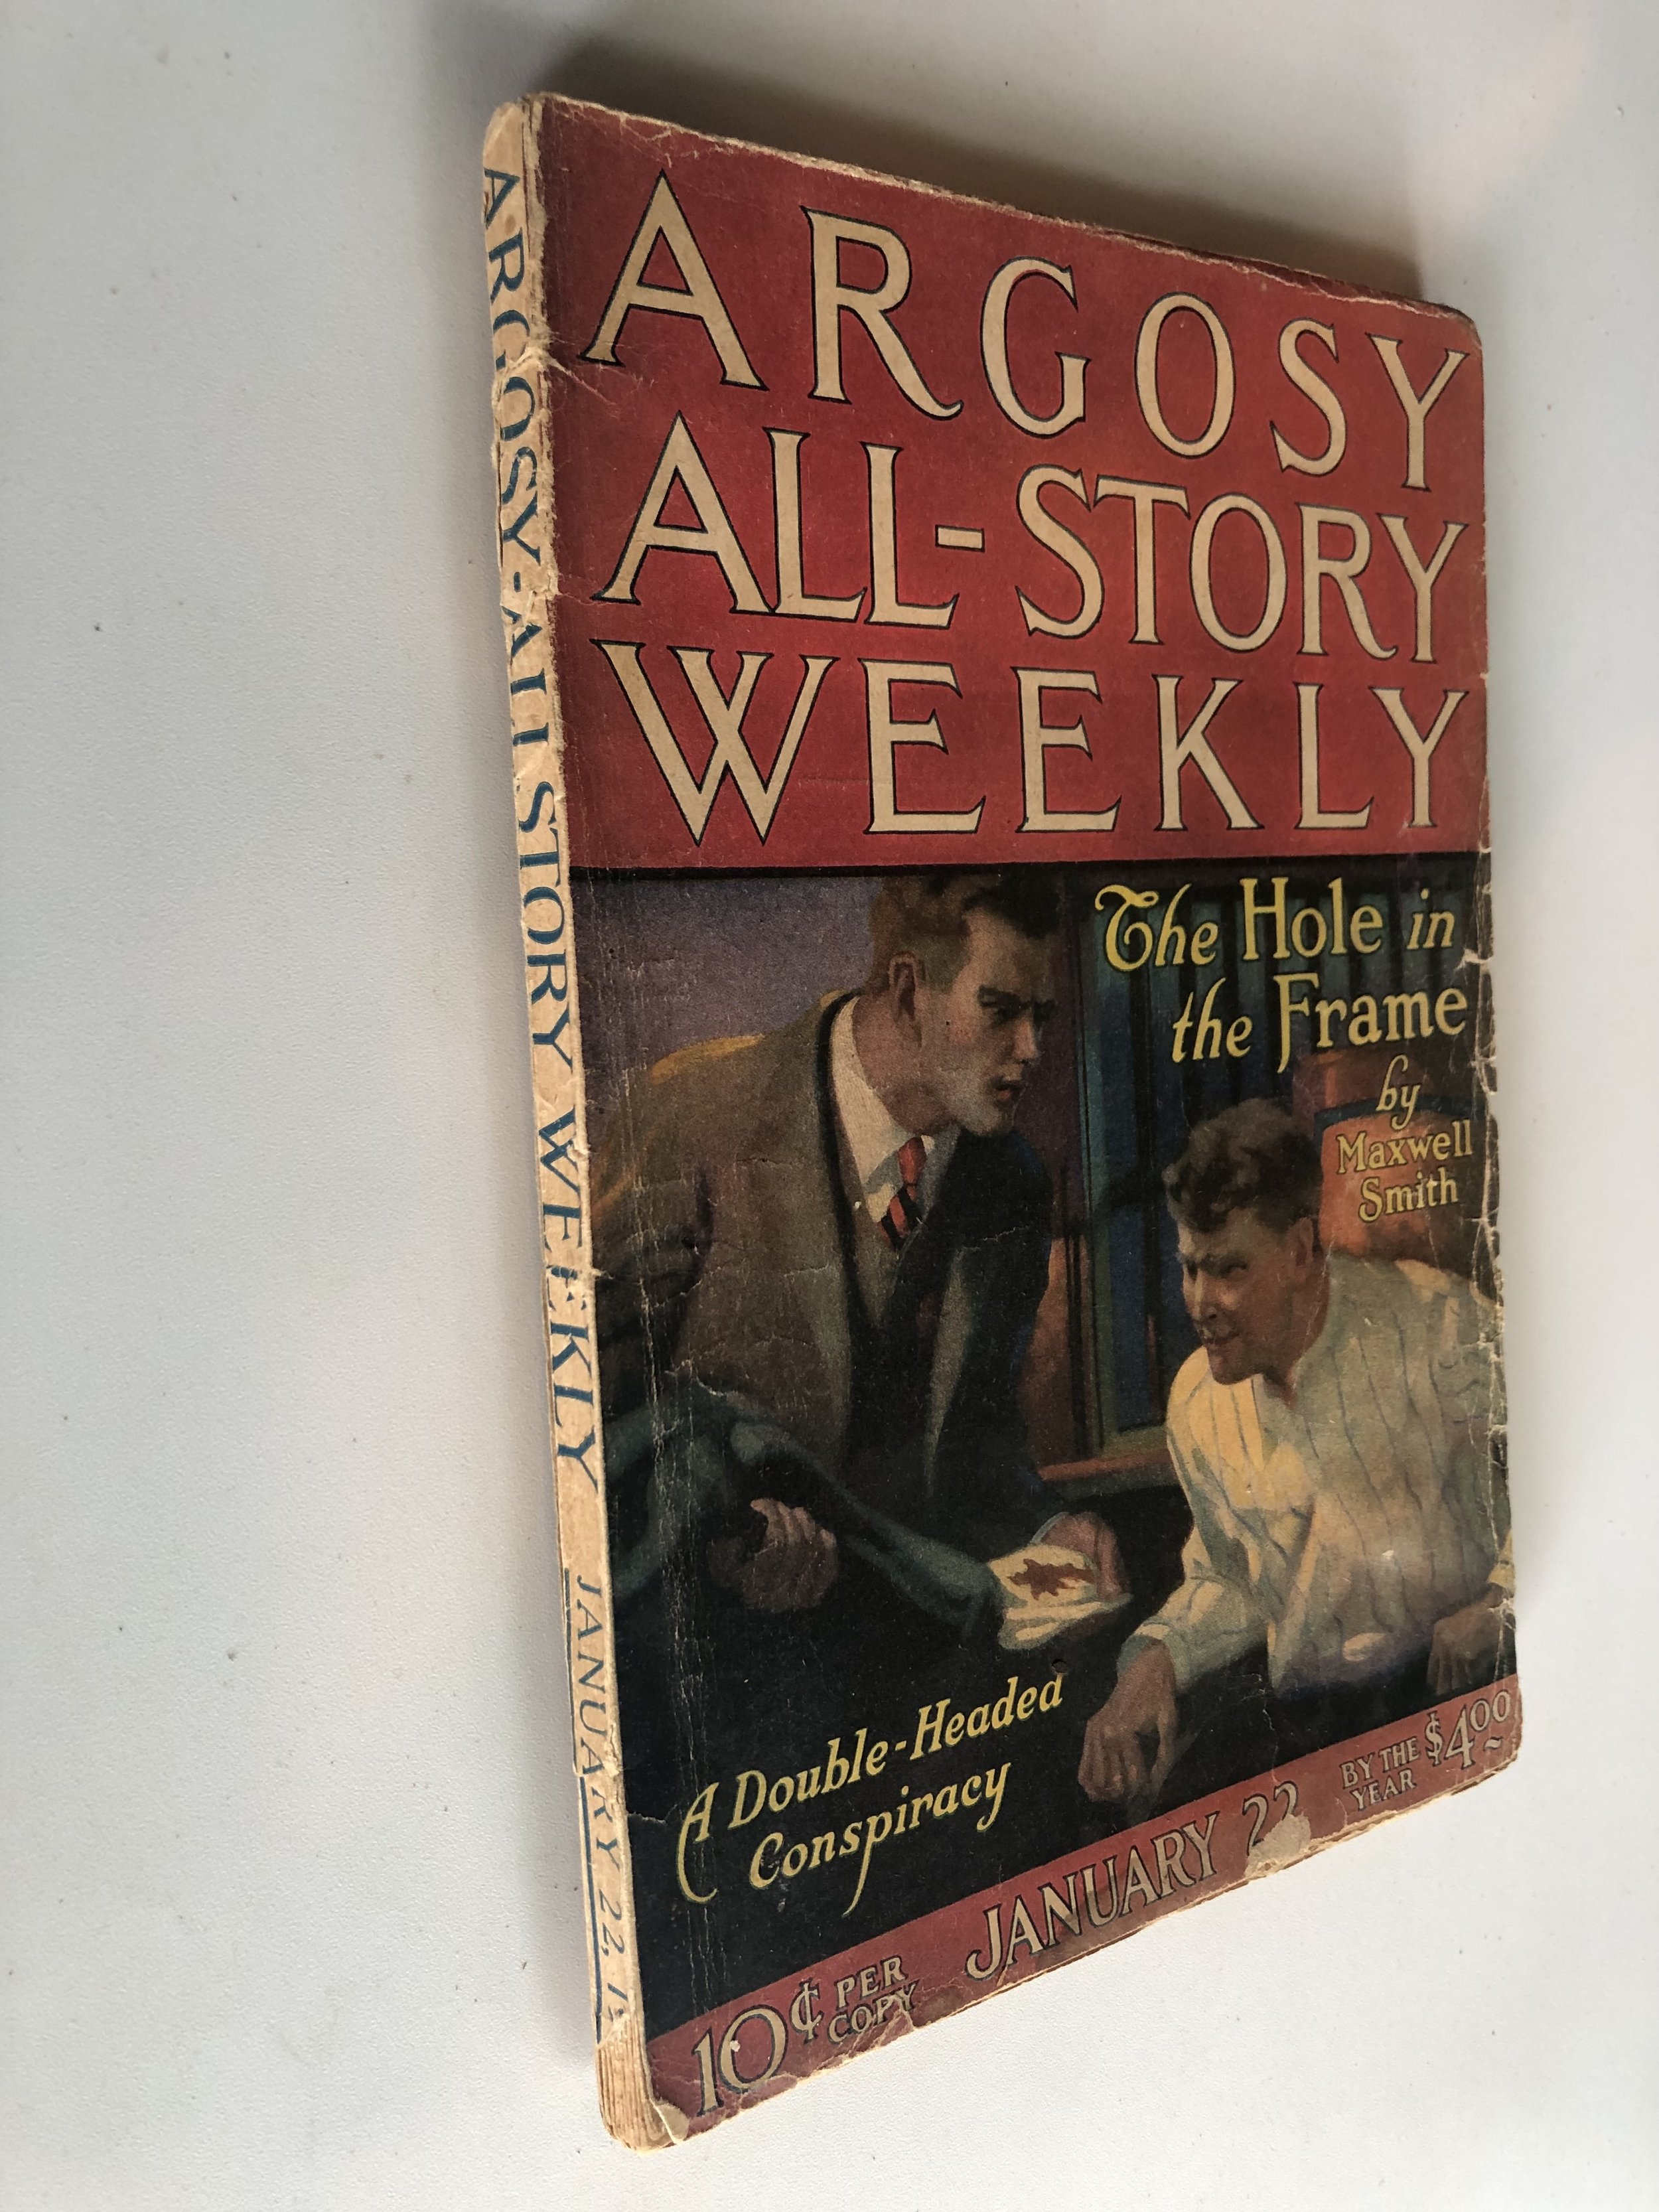 ARGOSY
ALL-STORY
WEEKLY
The Hole in
the Frame
by
Maxwell
Smith
A Double-Headed
Conspiracy
10¢ PER
COPY
JANUARY 22
BY THE
YEAR
$4.00
ARGOSY-ALL STORY WEEKLY
JANUARY 22, 1